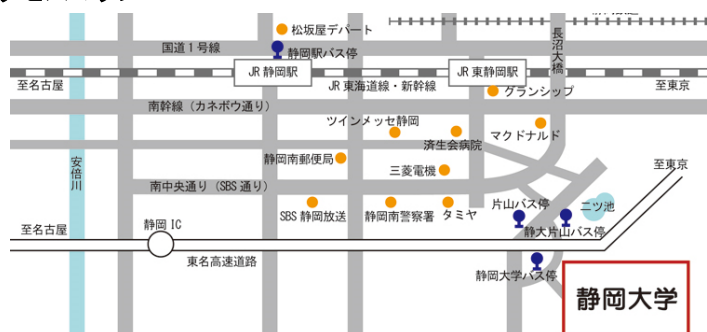 松坂屋デパート
国道1号線
静岡駅バス停
長沼大橋
JR 静岡駅
JR 東静岡駅
至名古屋
JR 東海道線・新幹線
至東京
グランシップ
南幹線(カネボウ通り)
ツインメッセ静岡
済生会病院
マクドナルド
安倍川
静岡南郵便局
三菱電機
至東京
南中央通り(SBS 通り)
SBS 静岡放送
静岡南警察署
タミヤ
片山バス停
二ツ池
静大片山バス停
至名古屋
静岡 IC
東名高速道路
静岡大学バス停
静岡大学